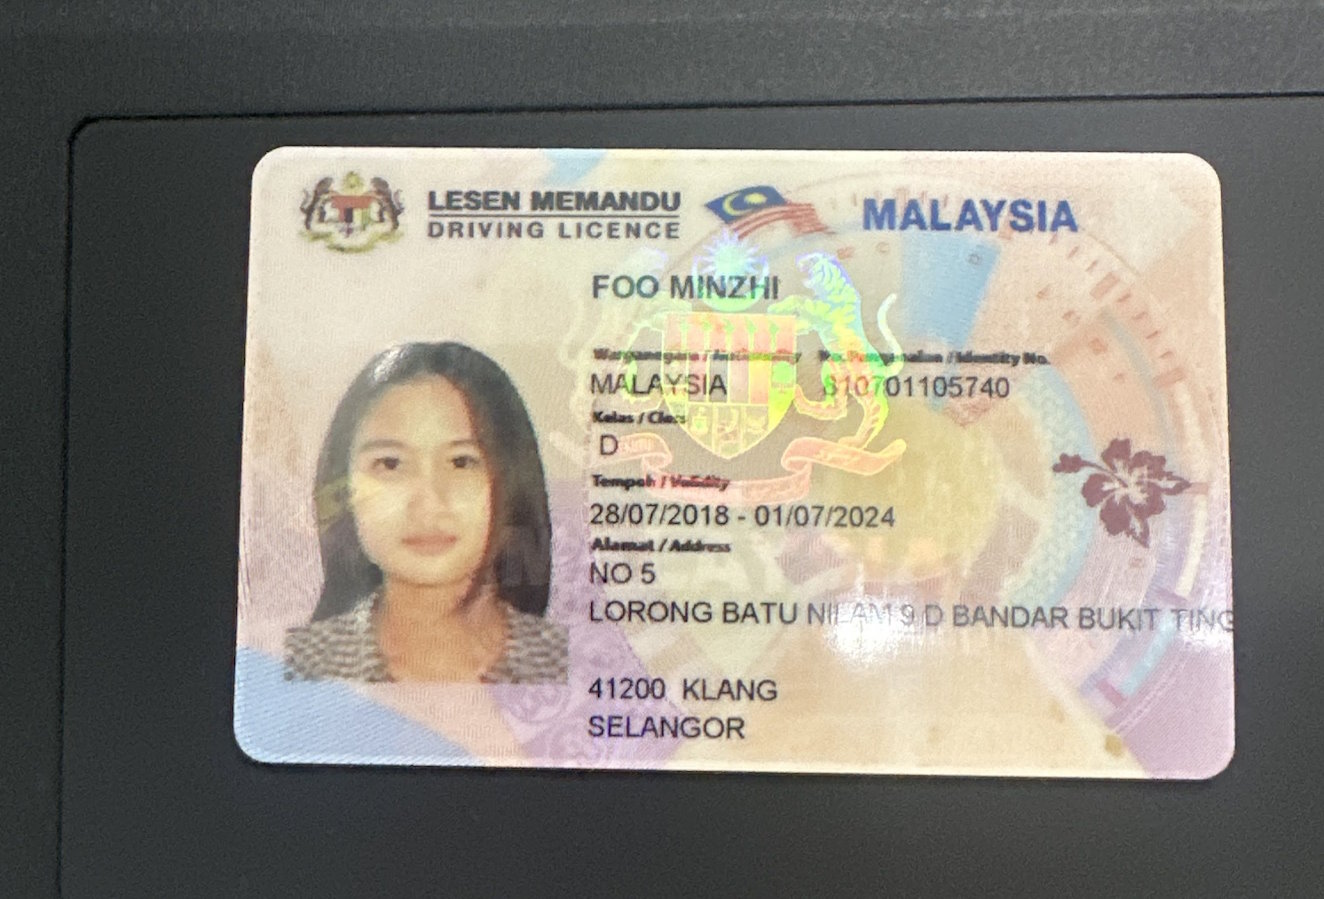 LESEN MEMANDU
DRIVING LICENCE
MALAYSIA
FOO MINZHI
Warganegara / Nationality No. Pengenalan / Identity No.
MALAYSIA 810701105740
Kelas / Class
D
Tempoh / Validity
28/07/2018 - 01/07/2024
Alamat / Address
NO 5
LORONG BATU NILAM 9 D BANDAR BUKIT TING
41200 KLANG
SELANGOR